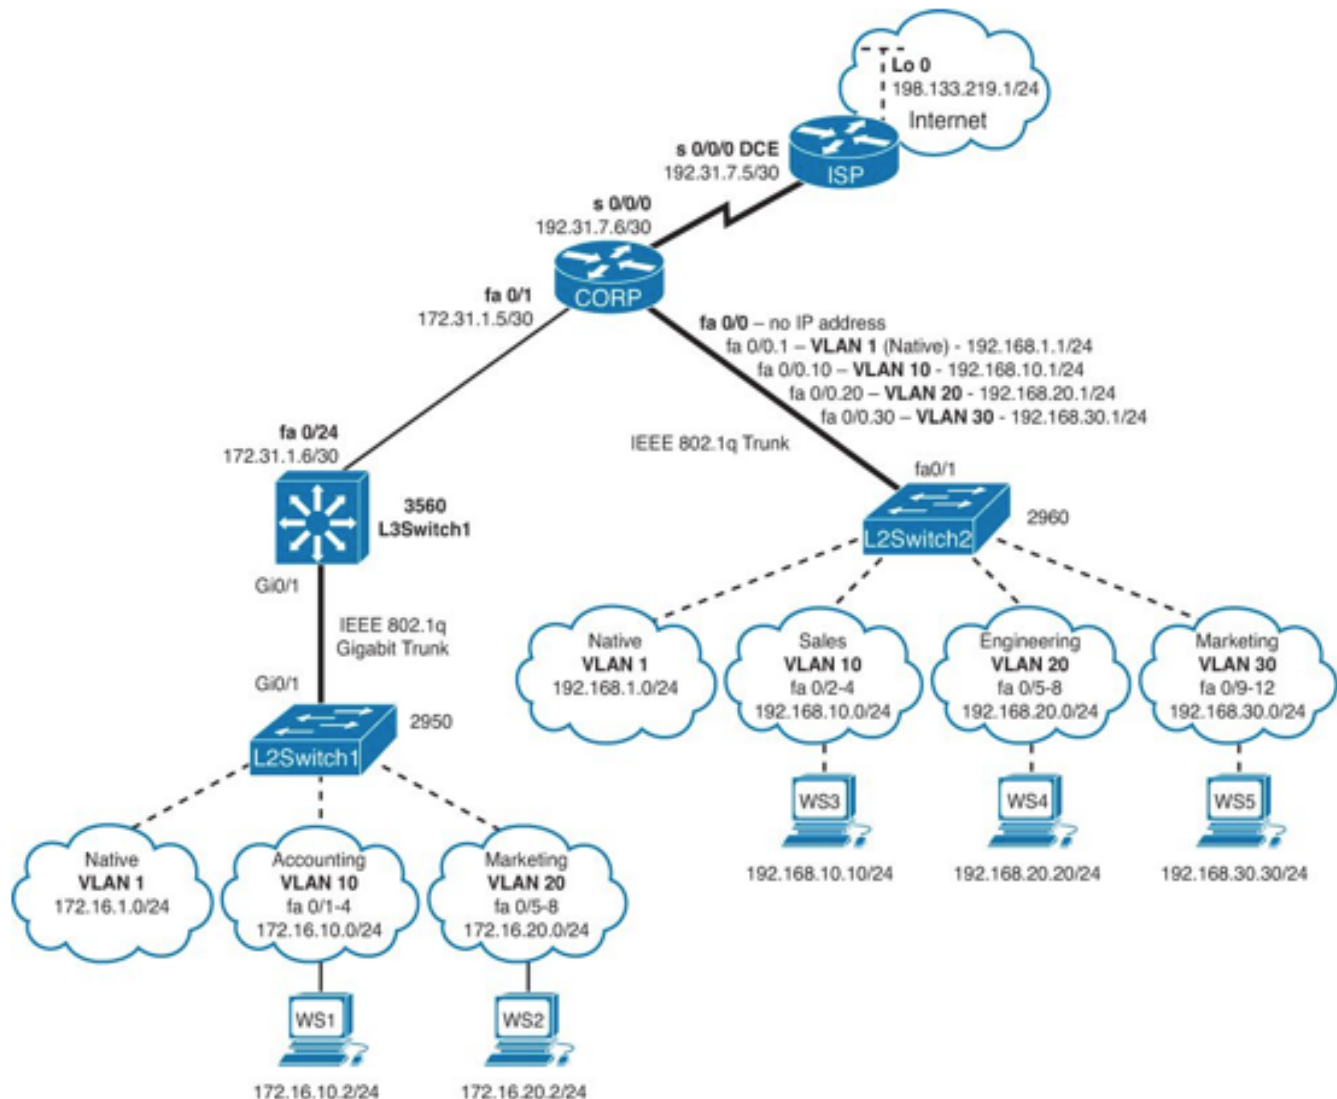 Lo 0
198.133.219.1/24
Internet
s 0/0/0 DCE
192.31.7.5/30
ISP
s 0/0/0
192.31.7.6/30
CORP
fa 0/1
172.31.1.5/30
fa 0/0 – no IP address
fa 0/0.1 – VLAN 1 (Native) - 192.168.1.1/24
fa 0/0.10 – VLAN 10 - 192.168.10.1/24
fa 0/0.20 – VLAN 20 - 192.168.20.1/24
fa 0/0.30 – VLAN 30 - 192.168.30.1/24
IEEE 802.1q Trunk
fa 0/24
172.31.1.6/30
fa0/1
3560
L3Switch1
2960
L2Switch2
Gi0/1
IEEE 802.1q
Gigabit Trunk
Gi0/1
2950
L2Switch1
Native
VLAN 1
192.168.1.0/24
Sales
VLAN 10
fa 0/2-4
192.168.10.0/24
Engineering
VLAN 20
fa 0/5-8
192.168.20.0/24
Marketing
VLAN 30
fa 0/9-12
192.168.30.0/24
WS3
192.168.10.10/24
WS4
192.168.20.20/24
WS5
192.168.30.30/24
Native
VLAN 1
172.16.1.0/24
Accounting
VLAN 10
fa 0/1-4
172.16.10.0/24
Marketing
VLAN 20
fa 0/5-8
172.16.20.0/24
WS1
172.16.10.2/24
WS2
172.16.20.2/24